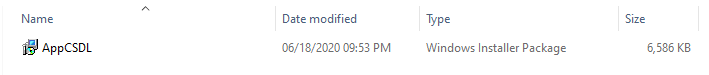 Name Date modified Type Size
AppCSDL 06/18/2020 09:53 PM Windows Installer Package 6,586 KB